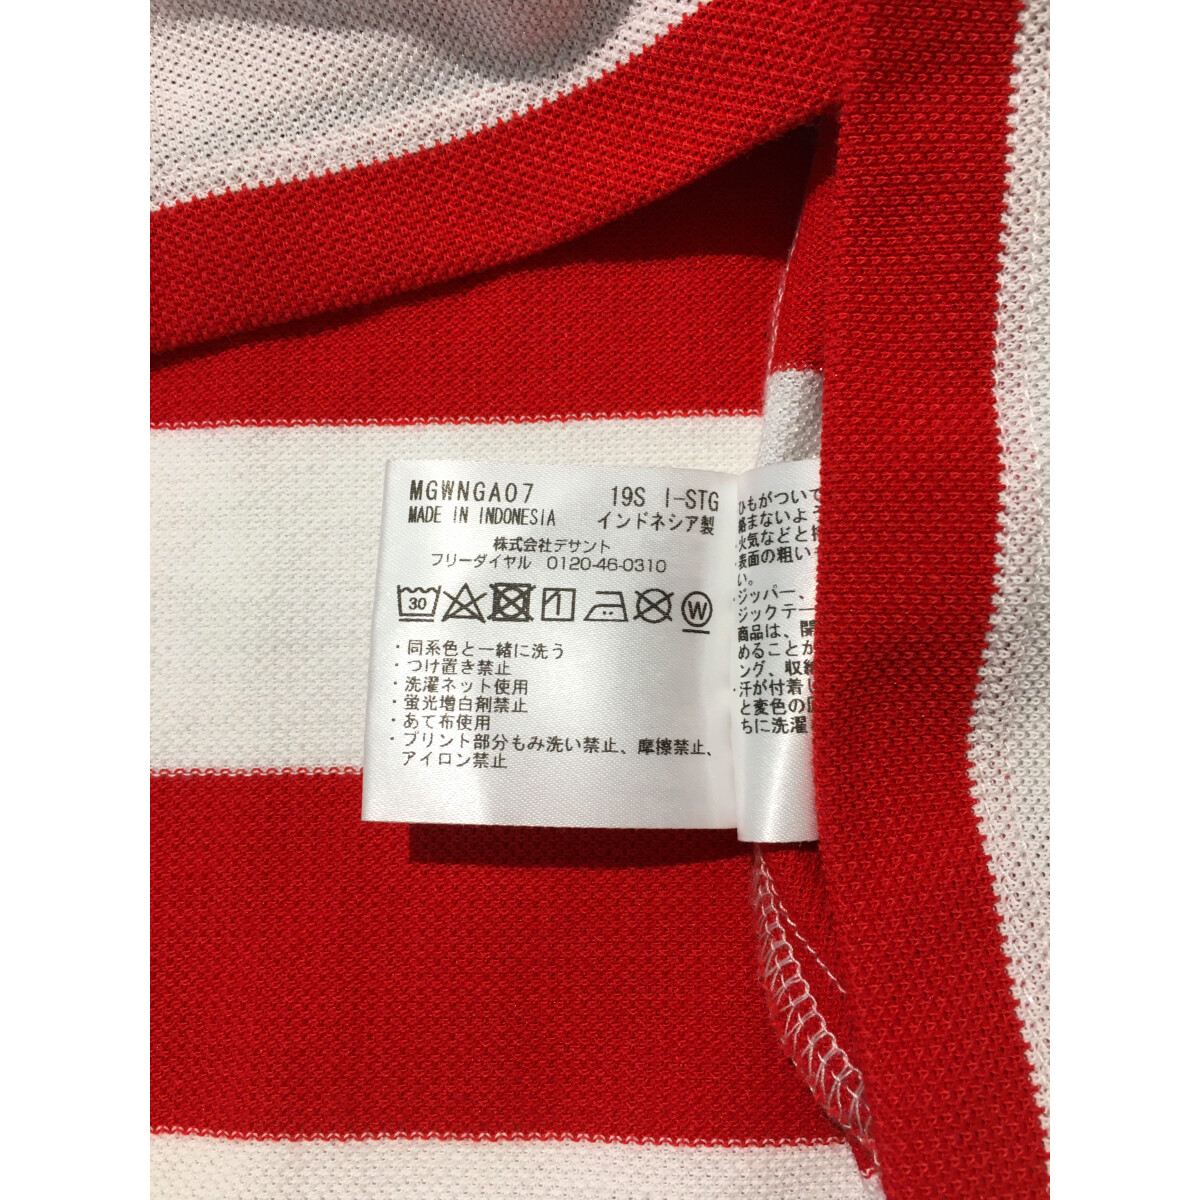 MGWNGA07 19S I-STG
MADE IN INDONESIA インドネシア製
株式会社デサント
フリーダイヤル 0120-46-0310
30 W
・同系色と一緒に洗う
・つけ置き禁止
・洗濯ネット使用
・蛍光増白剤禁止
・あて布使用
・プリント部分もみ洗い禁止、摩擦禁止、
アイロン禁止
ひもがついて
絡まないよう
・火気などと
・表面の粗い
い。
・ジッパー、
ジックテー
商品は、
めることが
ング、収納
・汗が付着し
と変色の
ちに洗濯